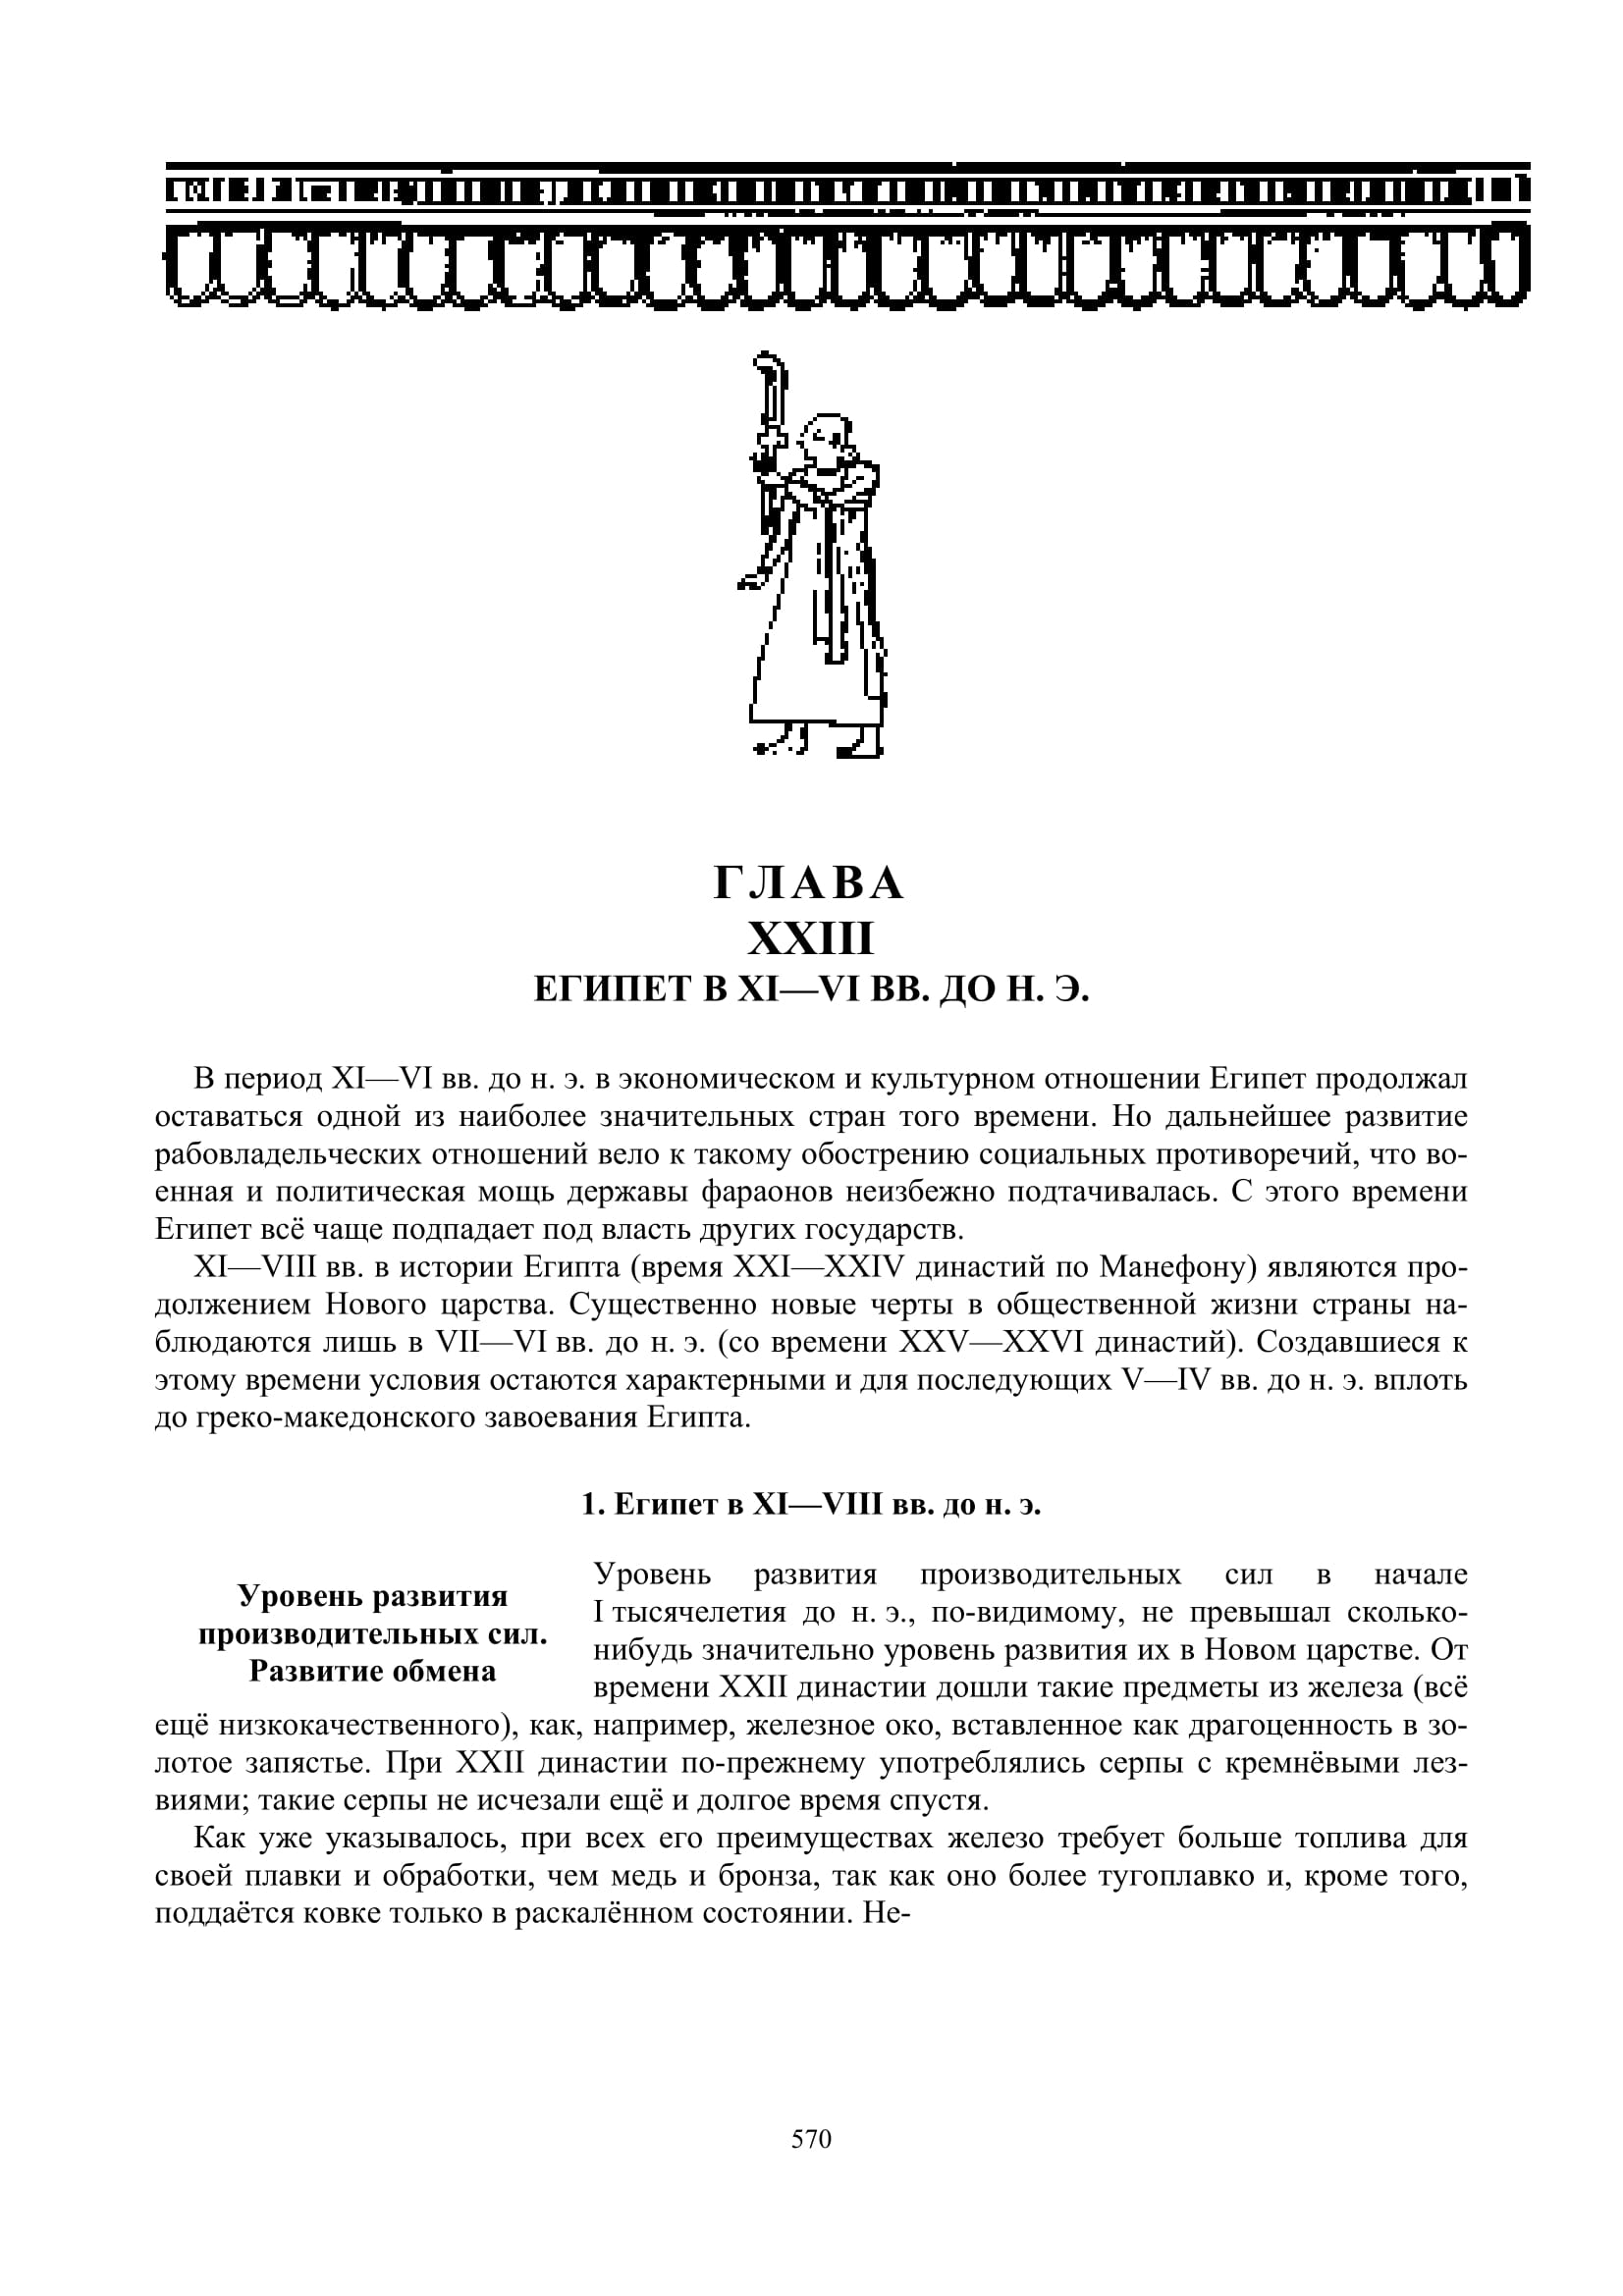 ГЛАВА
XXIII
ЕГИПЕТ В XI—VI ВВ. ДО Н. Э.
В период XI—VI вв. до н. э. в экономическом и культурном отношении Египет продолжал
оставаться одной из наиболее значительных стран того времени. Но дальнейшее развитие
рабовладельческих отношений вело к такому обострению социальных противоречий, что во-
енная и политическая мощь державы фараонов неизбежно подтачивалась. С этого времени
Египет всё чаще подпадает под власть других государств.
XI—VIII вв. в истории Египта (время XXI—XXIV династий по Манефону) являются про-
должением Нового царства. Существенно новые черты в общественной жизни страны на-
блюдаются лишь в VII—VI вв. до н. э. (со времени XXV—XXVI династий). Создавшиеся к
этому времени условия остаются характерными и для последующих V—IV вв. до н. э. вплоть
до греко-македонского завоевания Египта.
1. Египет в XI—VIII вв. до н. э.
Уровень развития
производительных сил.
Развитие обмена
Уровень развития производительных сил в начале
I тысячелетия до н. э., по-видимому, не превышал сколько-
нибудь значительно уровень развития их в Новом царстве. От
времени XXII династии дошли такие предметы из железа (всё
ещё низкокачественного), как, например, железное око, вставленное как драгоценность в зо-
лотое запястье. При XXII династии по-прежнему употреблялись серпы с кремнёвыми лез-
виями; такие серпы не исчезали ещё и долгое время спустя.
Как уже указывалось, при всех его преимуществах железо требует больше топлива для
своей плавки и обработки, чем медь и бронза, так как оно более тугоплавко и, кроме того,
поддаётся ковке только в раскалённом состоянии. Не-
570